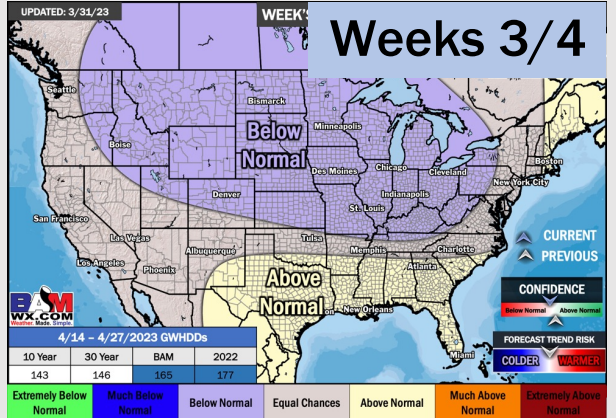 UPDATED: 3/31/23
WEEK'S
Weeks 3/4
Seattle
Bismarck
Minneapolis
Below
Normal
Boise
Boston
Des Moines
Chicago
Cleveland
New York City
Indianapolis
Denver
St. Louis
San Francisco
Las Vegas
Tulsa
Memphis
Charlotte
Albuquerque
Los Angeles
Phoenix
Atlanta
CURRENT
PREVIOUS
Above
Normal
New Orleans
Miami
CONFIDENCE
Below Normal
Above Normal
FORECAST TREND RISK
COLDER
WARMER
BAM
WX.COM
Weather. Made. Simple.
4/14 – 4/27/2023 GWHDDs
10 Year 30 Year BAM 2022
143 146 165 177
Extremely Below Normal
Much Below Normal
Below Normal
Equal Chances
Above Normal
Much Above Normal
Extremely Above Normal